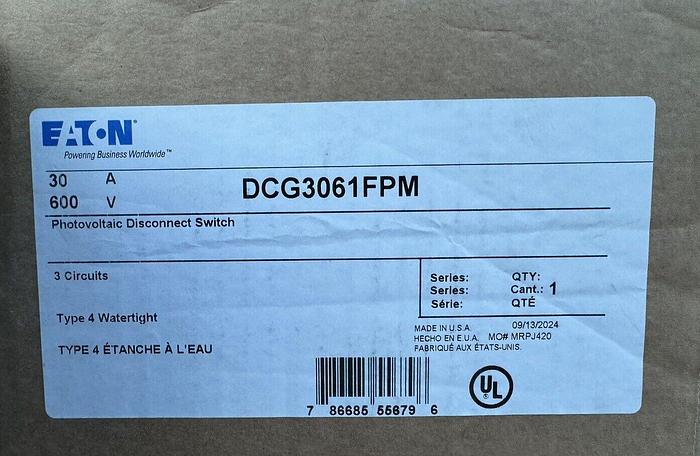 EATON
Powering Business Worldwide™
30 A
600 V
DCG3061FPM
Photovoltaic Disconnect Switch
3 Circuits
Type 4 Watertight
TYPE 4 ÉTANCHE À L'EAU
Series: QTY:
Series: Cant.: 1
Série: QTÉ
MADE IN U.S.A. 09/13/2024
HECHO EN E.U.A. MO# MRPJ420
FABRIQUÉ AUX ÉTATS-UNIS.
7 86685 55679 6
UL